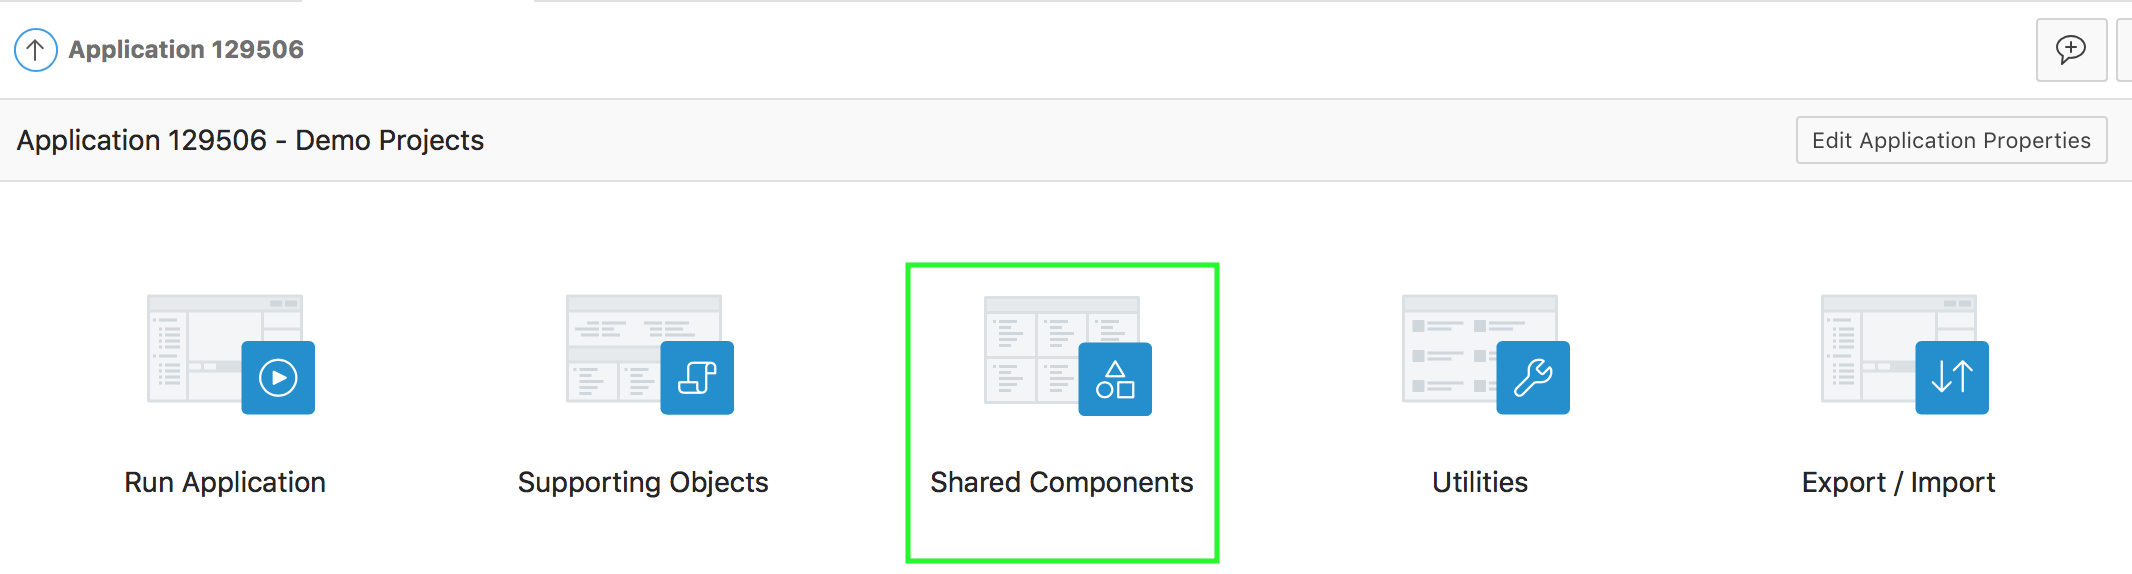 Application 129506
Application 129506 - Demo Projects
Edit Application Properties
Run Application
Supporting Objects
Shared Components
Utilities
Export / Import